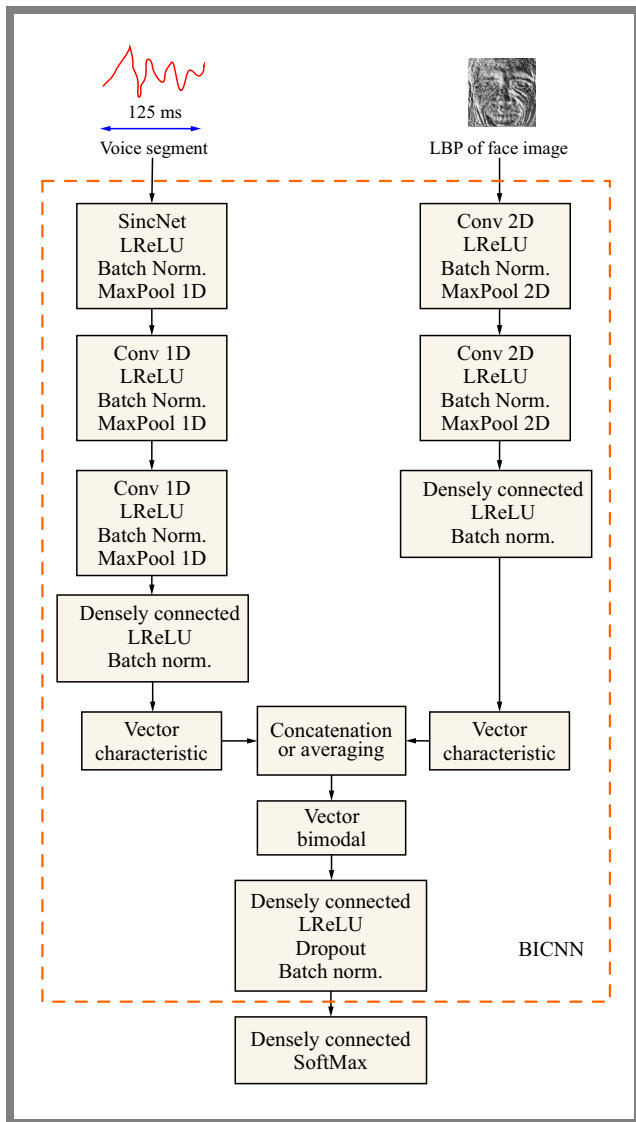 125 ms
Voice segment
LBP of face image
SincNet
LReLU
Batch Norm.
MaxPool 1D
Conv 1D
LReLU
Batch Norm.
MaxPool 1D
Conv 1D
LReLU
Batch Norm.
MaxPool 1D
Densely connected
LReLU
Batch norm.
Vector
characteristic
Conv 2D
LReLU
Batch Norm.
MaxPool 2D
Conv 2D
LReLU
Batch Norm.
MaxPool 2D
Densely connected
LReLU
Batch norm.
Vector
characteristic
Concatenation
or averaging
Vector
bimodal
Densely connected
LReLU
Dropout
Batch norm.
BICNN
Densely connected
SoftMax